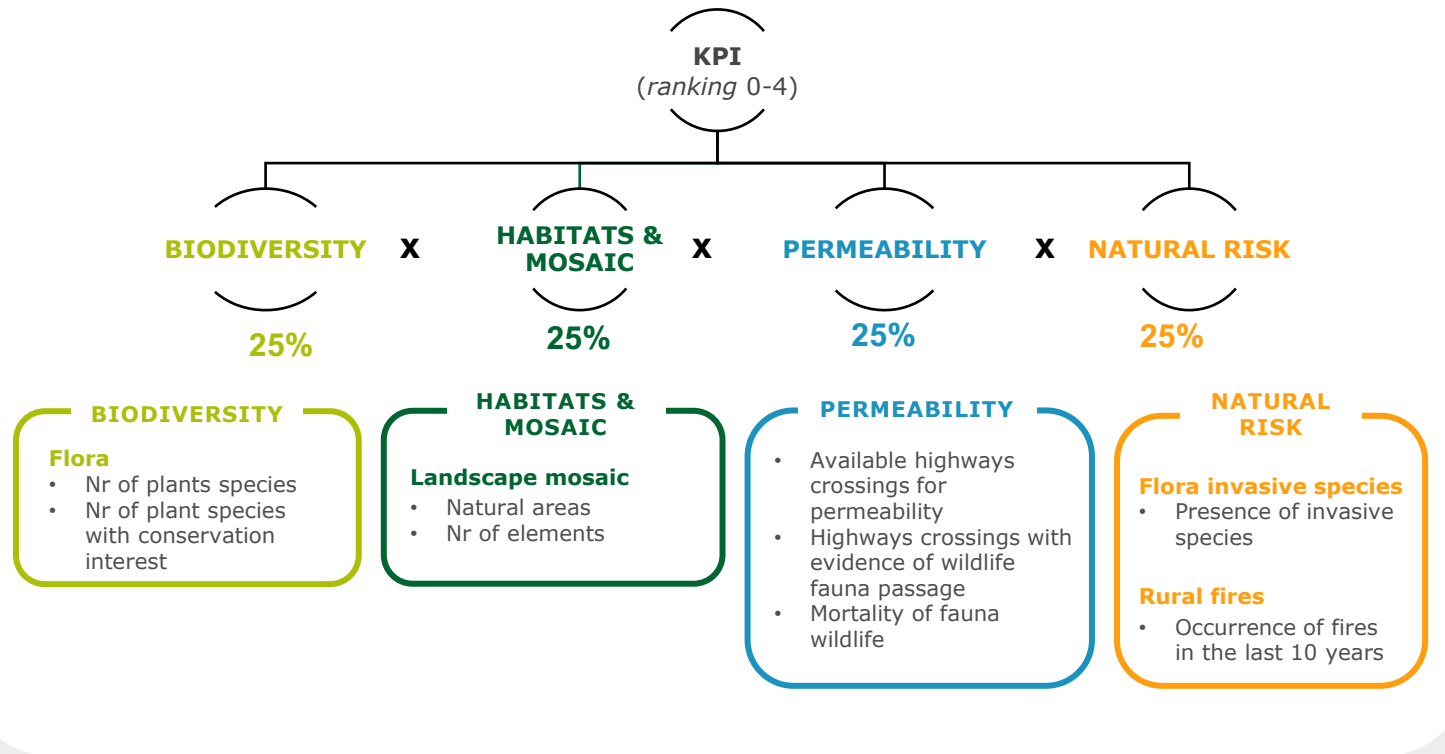 KPI
(ranking 0-4)
BIODIVERSITY X HABITATS &
MOSAIC X PERMEABILITY X NATURAL RISK
25% 25% 25% 25%
BIODIVERSITY
Flora
• Nr of plants species
• Nr of plant species
with conservation
interest
HABITATS &
MOSAIC
Landscape mosaic
• Natural areas
• Nr of elements
PERMEABILITY
• Available highways
crossings for
permeability
• Highways crossings with
evidence of wildlife
fauna passage
• Mortality of fauna
wildlife
NATURAL
RISK
Flora invasive species
• Presence of invasive
species
Rural fires
• Occurrence of fires
in the last 10 years